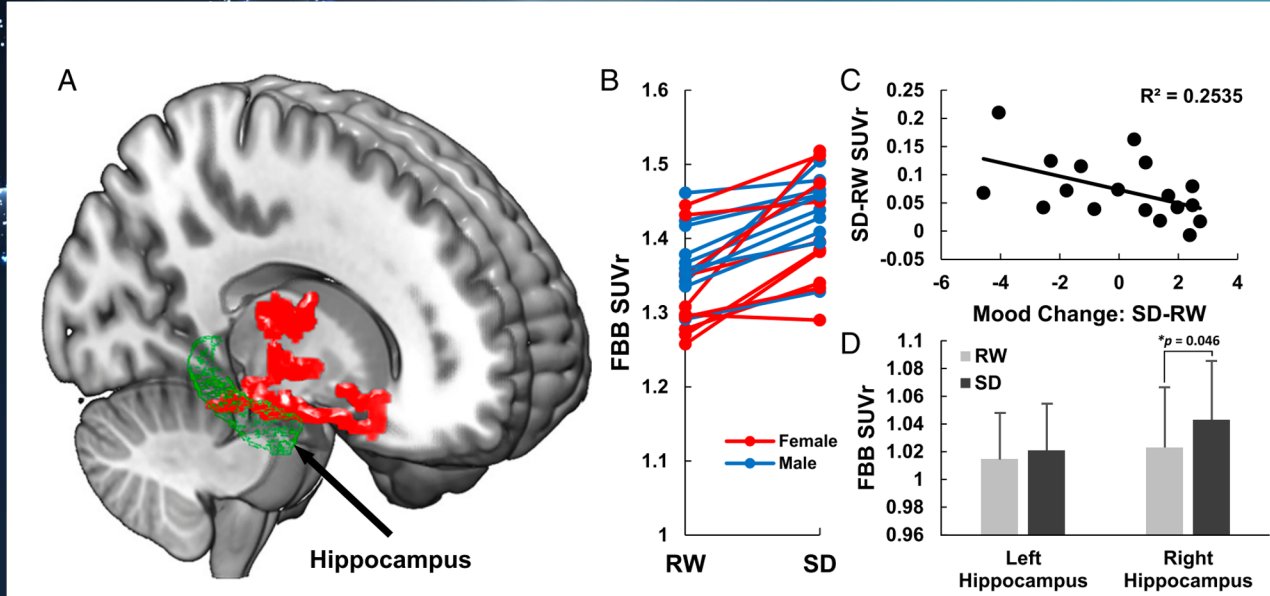 A
Hippocampus
B
FBB SUVr
1.6
1.5
1.4
1.3
1.2
1.1
1
Female
Male
RW SD
C
R² = 0.2535
SD-RW SUVr
0.25
0.2
0.15
0.1
0.05
0
-0.05
-6 -4 -2 0 2 4
Mood Change: SD-RW
D
*p = 0.046
RW
SD
FBB SUVr
1.1
1.08
1.06
1.04
1.02
1
0.98
0.96
Left
Hippocampus
Right
Hippocampus